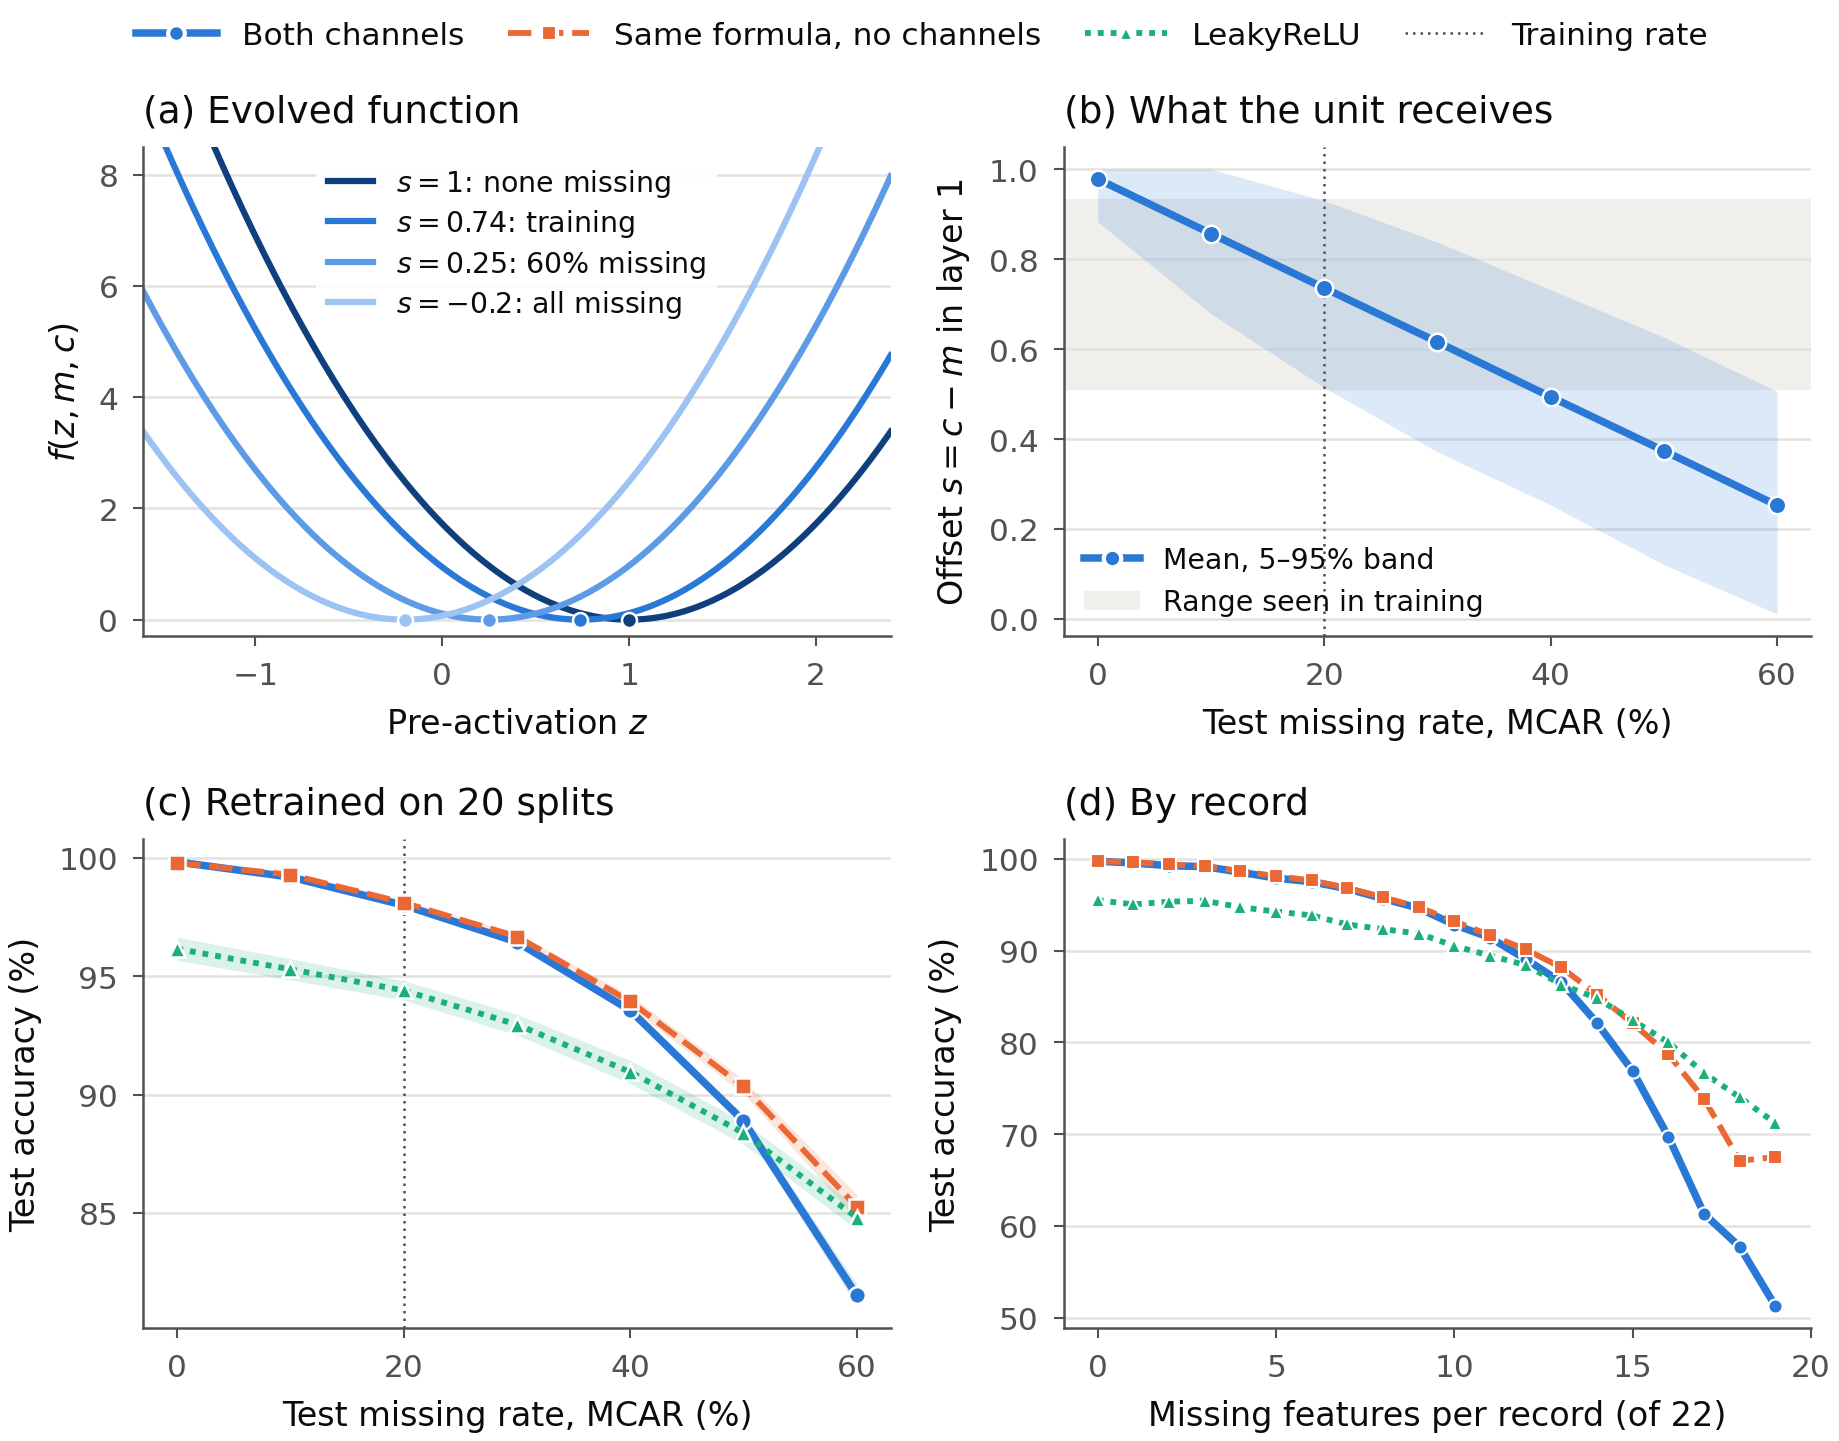 Both channels
Same formula, no channels
LeakyReLU
Training rate
(a) Evolved function
8
6
4
2
0
f(z, m, c)
s = 1: none missing
s = 0.74: training
s = 0.25: 60% missing
s = −0.2: all missing
−1
0
1
2
Pre-activation z
(b) What the unit receives
1.0
0.8
0.6
0.4
0.2
0.0
Offset s = c − m in layer 1
Mean, 5–95% band
Range seen in training
0
20
40
60
Test missing rate, MCAR (%)
(c) Retrained on 20 splits
100
95
90
85
Test accuracy (%)
0
20
40
60
Test missing rate, MCAR (%)
(d) By record
100
90
80
70
60
50
Test accuracy (%)
0
5
10
15
20
Missing features per record (of 22)